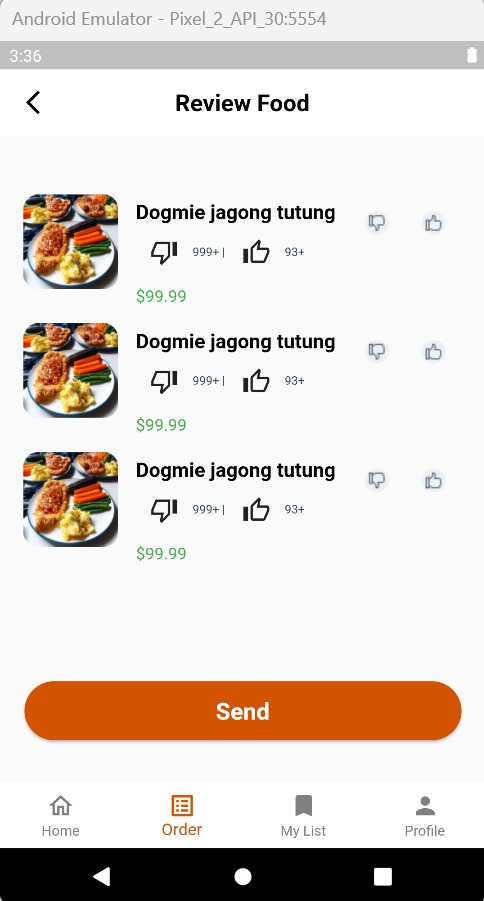 Android Emulator - Pixel_2_API_30:5554
3:36
Review Food
Dogmie jagong tutung
999+ | 93+
$99.99
Dogmie jagong tutung
999+ | 93+
$99.99
Dogmie jagong tutung
999+ | 93+
$99.99
Send
Home Order My List Profile